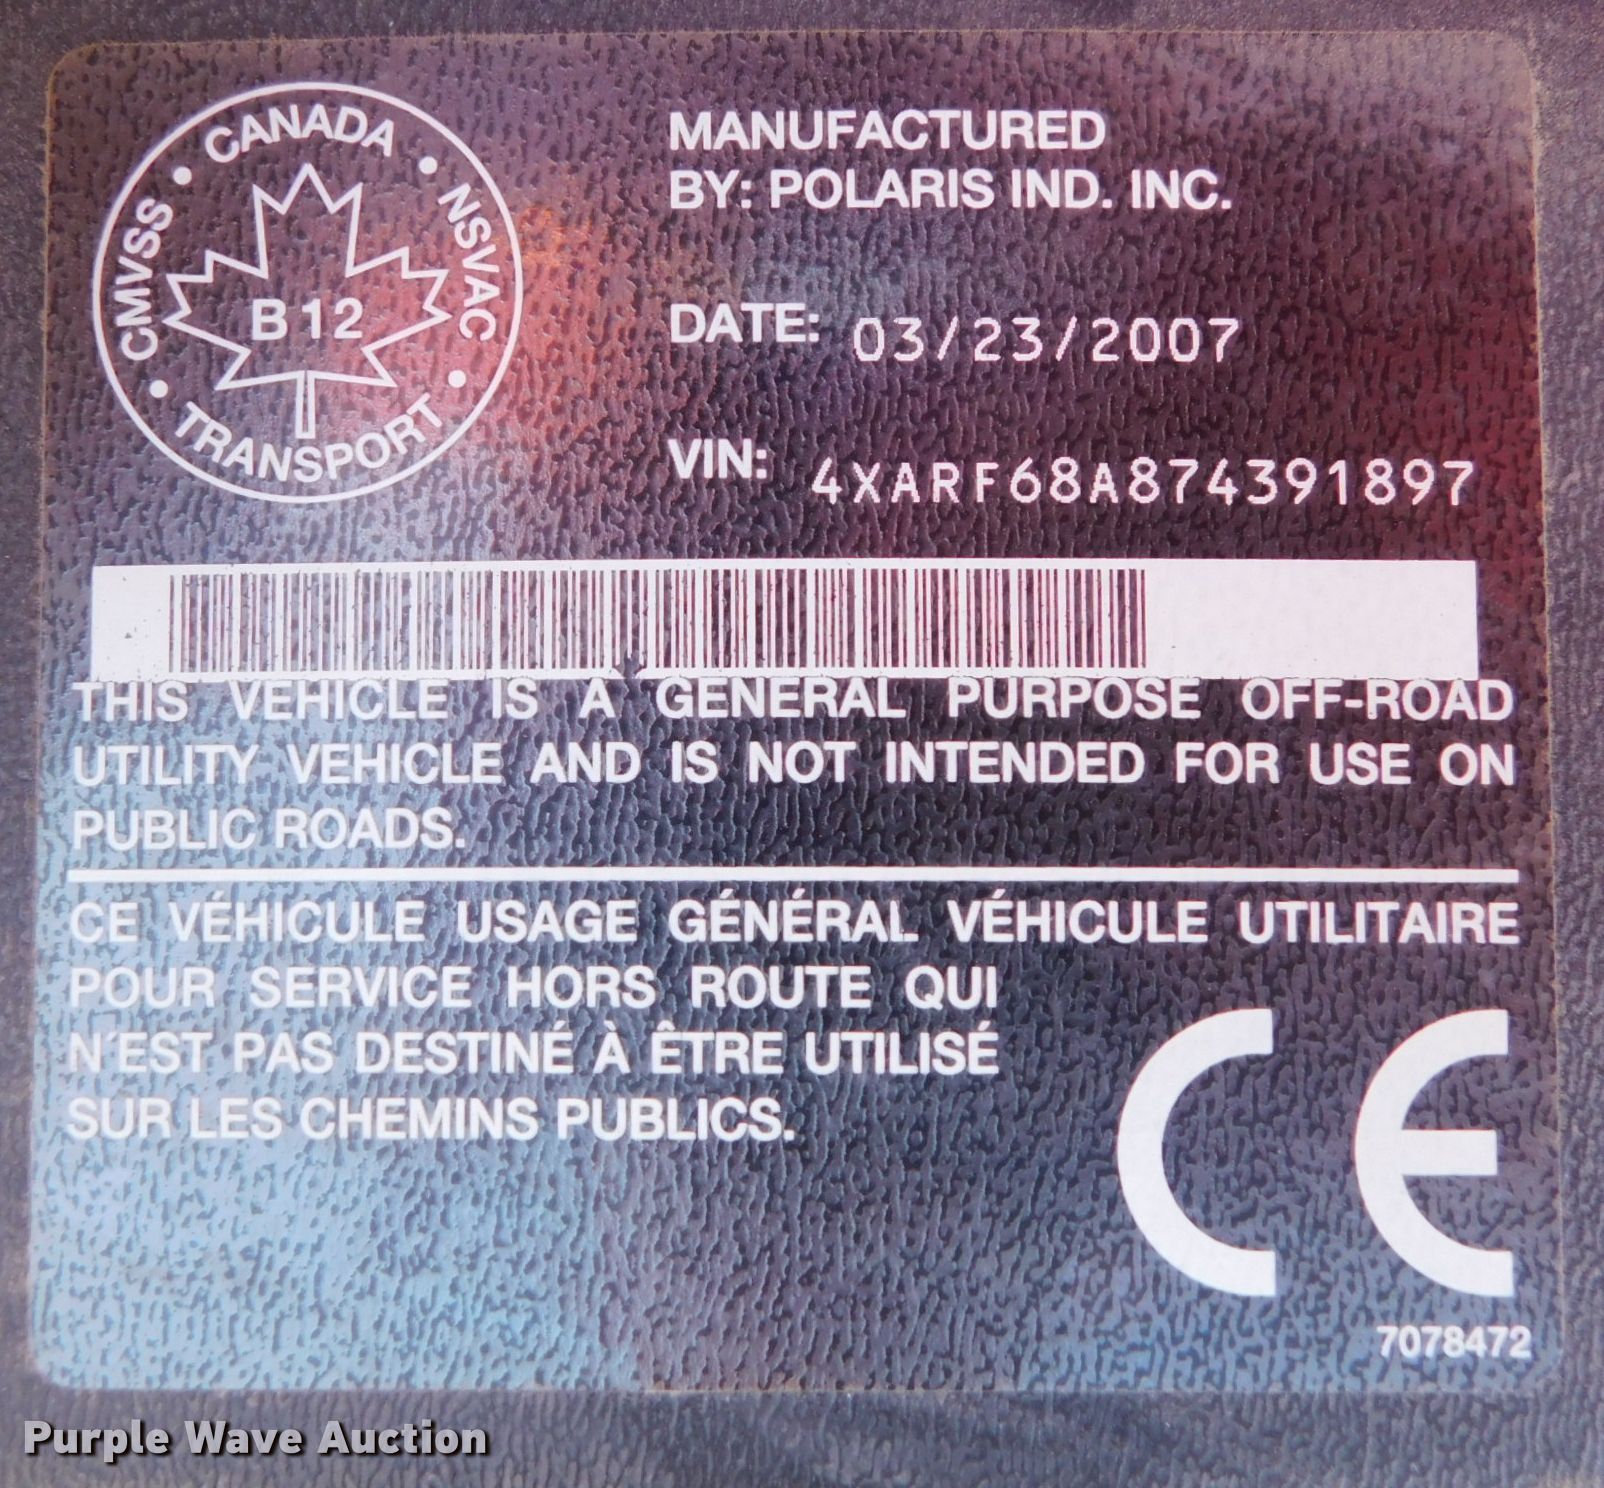 CANADA
CMVSS • NSVAC
B12
TRANSPORT
MANUFACTURED
BY: POLARIS IND. INC.
DATE: 03/23/2007
VIN: 4XARF68A874391897
THIS VEHICLE IS A GENERAL PURPOSE OFF-ROAD
UTILITY VEHICLE AND IS NOT INTENDED FOR USE ON
PUBLIC ROADS.
CE VÉHICULE USAGE GÉNÉRAL VÉHICULE UTILITAIRE
POUR SERVICE HORS ROUTE QUI
N'EST PAS DESTINÉ À ÊTRE UTILISÉ
SUR LES CHEMINS PUBLICS.
CE
7078472
Purple Wave Auction